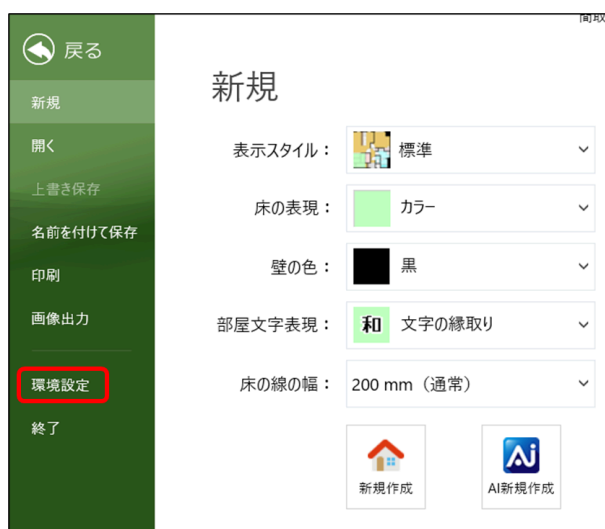 間取
戻る
新規
開く
上書き保存
名前を付けて保存
印刷
画像出力
環境設定
終了
新規
表示スタイル： 標準
床の表現： カラー
壁の色： 黒
部屋文字表現： 和 文字の縁取り
床の線の幅： 200 mm（通常）
新規作成
Ai
AI新規作成